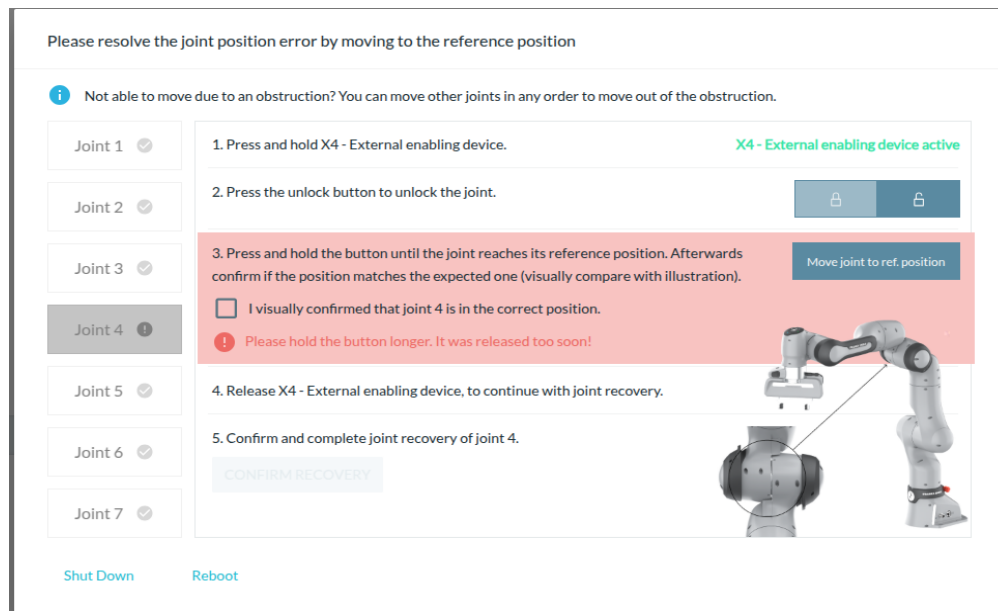 Please resolve the joint position error by moving to the reference position
Not able to move due to an obstruction? You can move other joints in any order to move out of the obstruction.
Joint 1
Joint 2
Joint 3
Joint 4
Joint 5
Joint 6
Joint 7
1. Press and hold X4 - External enabling device.
X4 - External enabling device active
2. Press the unlock button to unlock the joint.
3. Press and hold the button until the joint reaches its reference position. Afterwards
confirm if the position matches the expected one (visually compare with illustration).
Move joint to ref. position
I visually confirmed that joint 4 is in the correct position.
Please hold the button longer. It was released too soon!
4. Release X4 - External enabling device, to continue with joint recovery.
5. Confirm and complete joint recovery of joint 4.
CONFIRM RECOVERY
Shut Down
Reboot